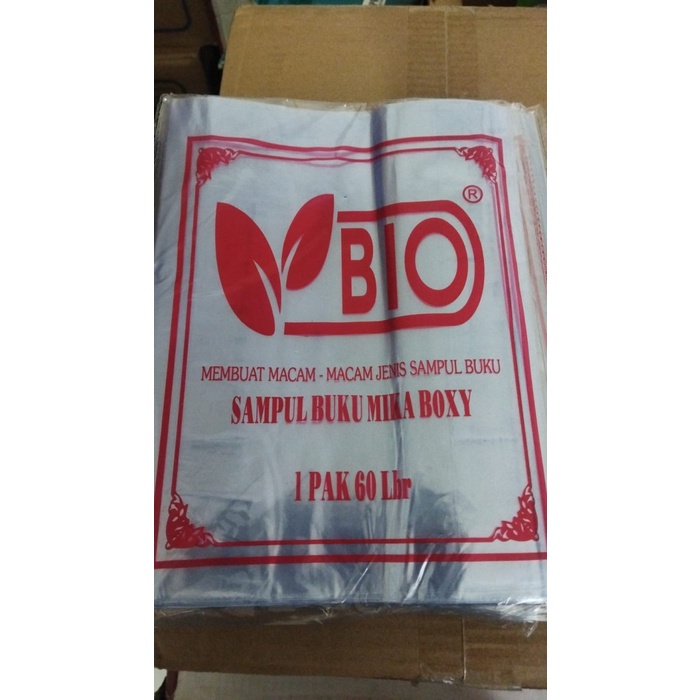 BIO
®
MEMBUAT MACAM - MACAM JENIS SAMPUL BUKU
SAMPUL BUKU MIKA BOXY
1 PAK 60 Lbr